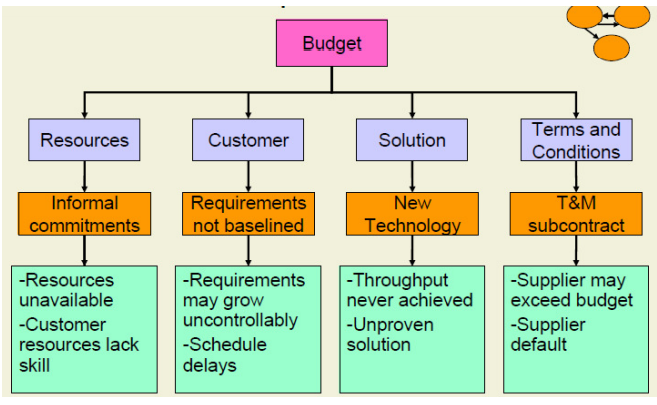 Budget
Resources
Customer
Solution
Terms and
Conditions
Informal
commitments
Requirements
not baselined
New
Technology
T&M
subcontract
-Resources
unavailable
-Customer
resources lack
skill
-Requirements
may grow
uncontrollably
-Schedule
delays
-Throughput
never achieved
-Unproven
solution
-Supplier may
exceed budget
-Supplier
default